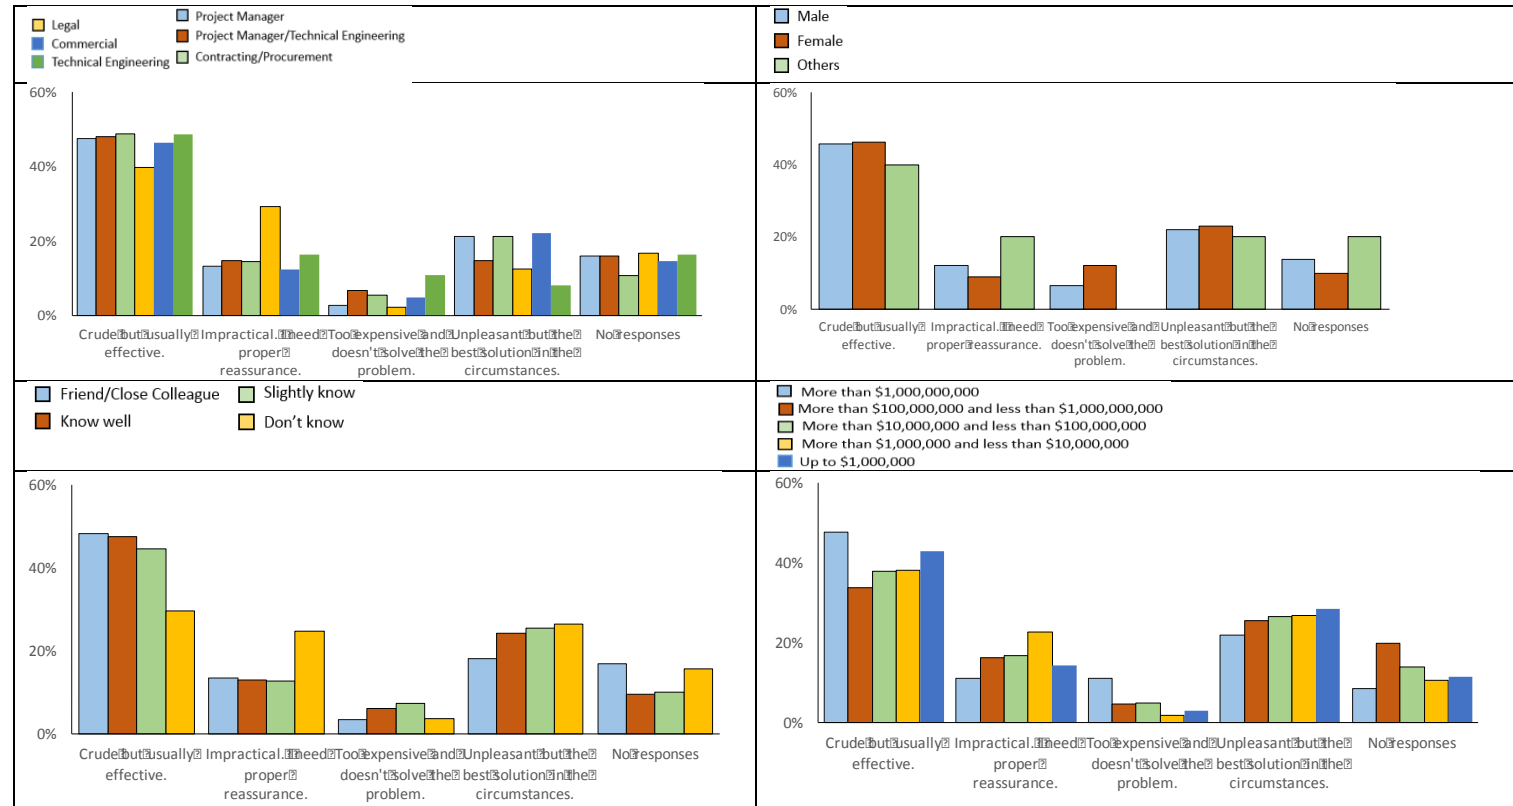 Legal
Commercial
Technical Engineering
Project Manager
Project Manager/Technical Engineering
Contracting/Procurement
Male
Female
Others
60%
40%
20%
0%
Crude but usually
effective.
Impractical. I need
proper
reassurance.
Too expensive and
doesn't solve the
problem.
Unpleasant but the
best solution in the
circumstances.
No responses
60%
40%
20%
0%
Crude but usually
effective.
Impractical. I need
proper reassurance.
Too expensive and
doesn't solve the
problem.
Unpleasant but the
best solution in the
circumstances.
No responses
Friend/Close Colleague
Know well
Slightly know
Don't know
More than $1,000,000,000
More than $100,000,000 and less than $1,000,000,000
More than $10,000,000 and less than $100,000,000
More than $1,000,000 and less than $10,000,000
Up to $1,000,000
60%
40%
20%
0%
Crude but usually
effective.
Impractical. I need
proper
reassurance.
Too expensive and
doesn't solve the
problem.
Unpleasant but the
best solution in the
circumstances.
No responses
60%
40%
20%
0%
Crude but usually
effective.
Impractical. I need
proper
reassurance.
Too expensive and
doesn't solve the
problem.
Unpleasant but the
best solution in the
circumstances.
No responses